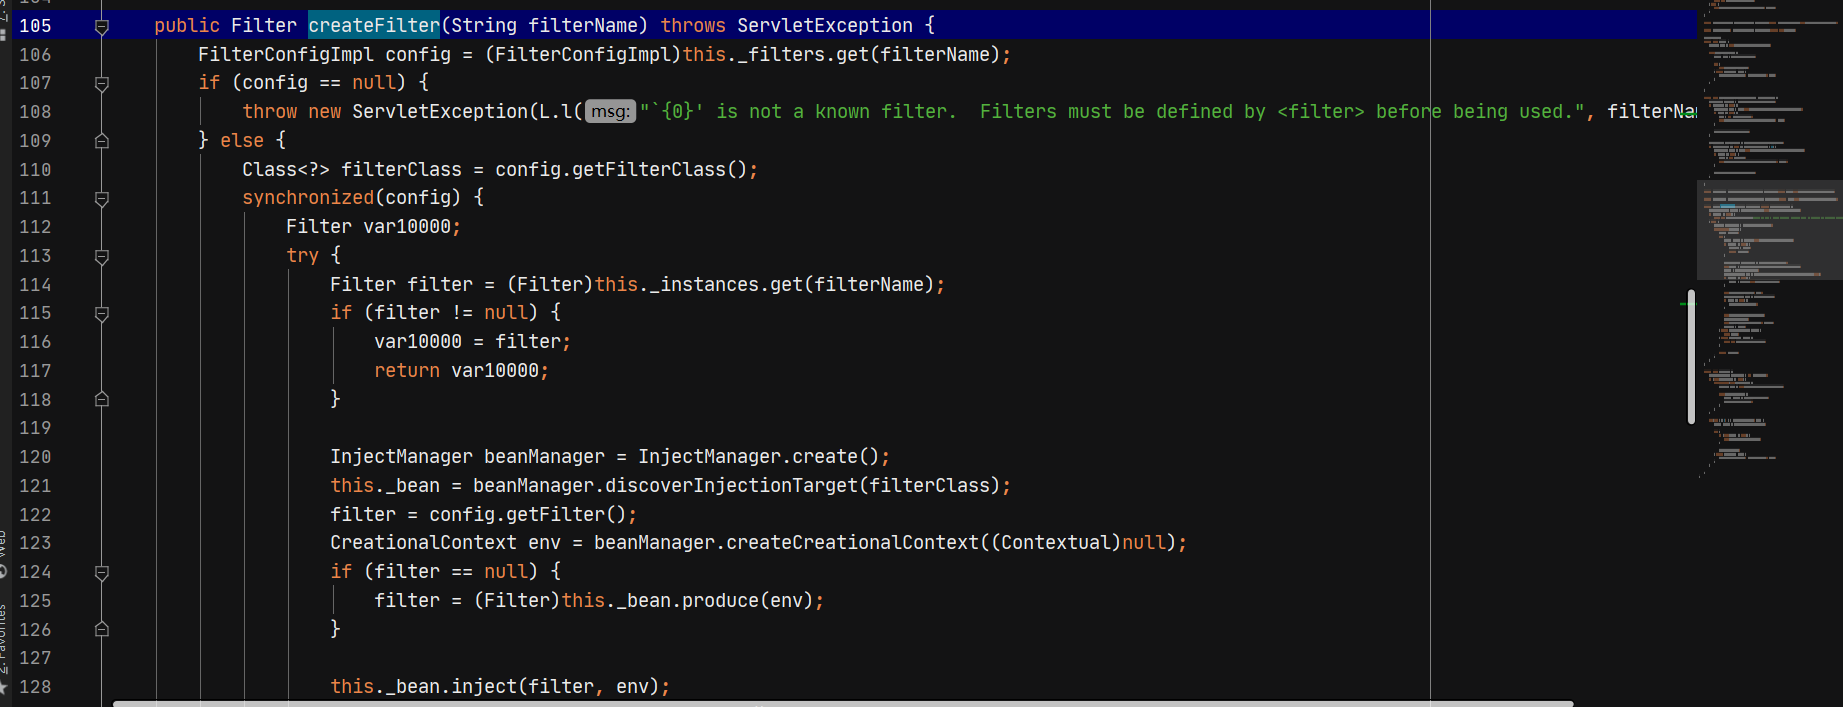 105 public Filter createFilter(String filterName) throws ServletException {
106 FilterConfigImpl config = (FilterConfigImpl)this._filters.get(filterName);
107 if (config == null) {
108 throw new ServletException(L.l( msg: "`{0}' is not a known filter.  Filters must be defined by <filter> before being used.", filterNa
109 } else {
110 Class<?> filterClass = config.getFilterClass();
111 synchronized(config) {
112 Filter var10000;
113 try {
114 Filter filter = (Filter)this._instances.get(filterName);
115 if (filter != null) {
116 var10000 = filter;
117 return var10000;
118 }
119
120 InjectManager beanManager = InjectManager.create();
121 this._bean = beanManager.discoverInjectionTarget(filterClass);
122 filter = config.getFilter();
123 CreationalContext env = beanManager.createCreationalContext((Contextual)null);
124 if (filter == null) {
125 filter = (Filter)this._bean.produce(env);
126 }
127
128 this._bean.inject(filter, env);
Web
2: Favorites